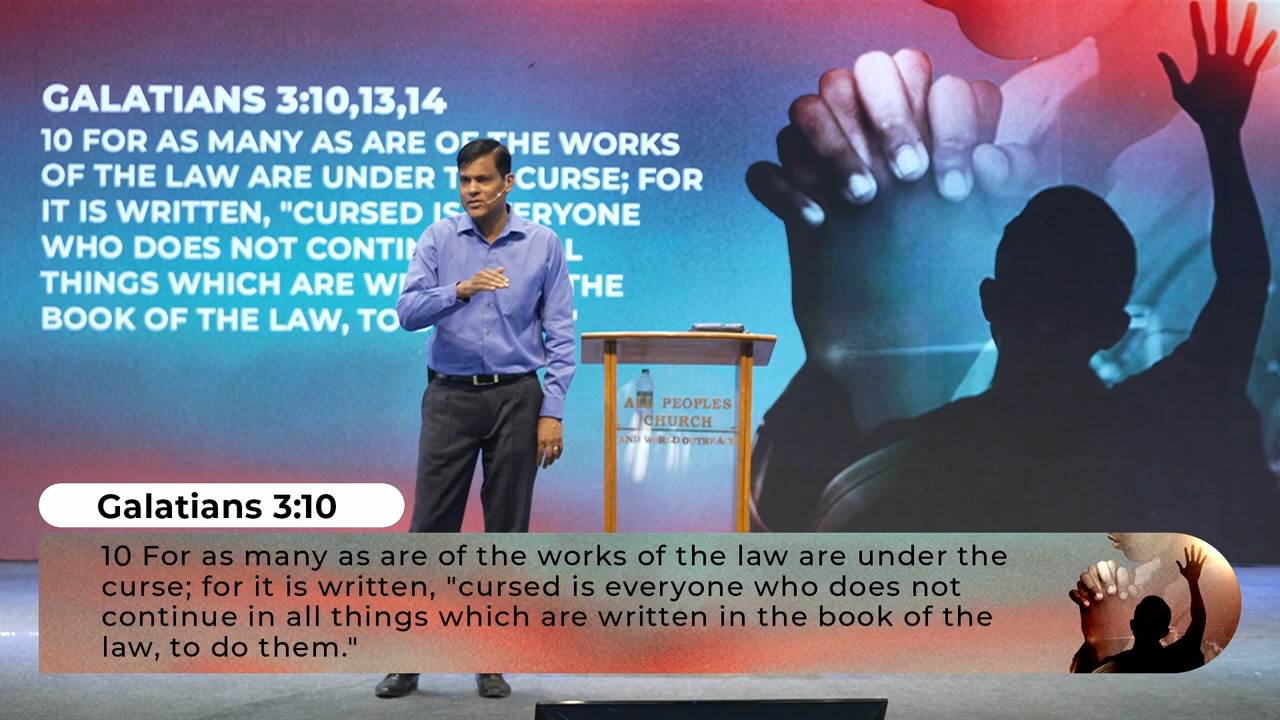 GALATIANS 3:10,13,14
10 FOR AS MANY AS ARE OF THE WORKS
OF THE LAW ARE UNDER CURSE; FOR
IT IS WRITTEN, "CURSED IS
WHO DOES NOT
THINGS WHICH ARE THE
BOOK OF THE LAW, TO
ALL PEOPLES
CHURCH
AND WORLD OUTREACH
Galatians 3:10
10 For as many as are of the works of the law are under the
curse; for it is written, "cursed is everyone who does not
continue in all things which are written in the book of the
law, to do them."